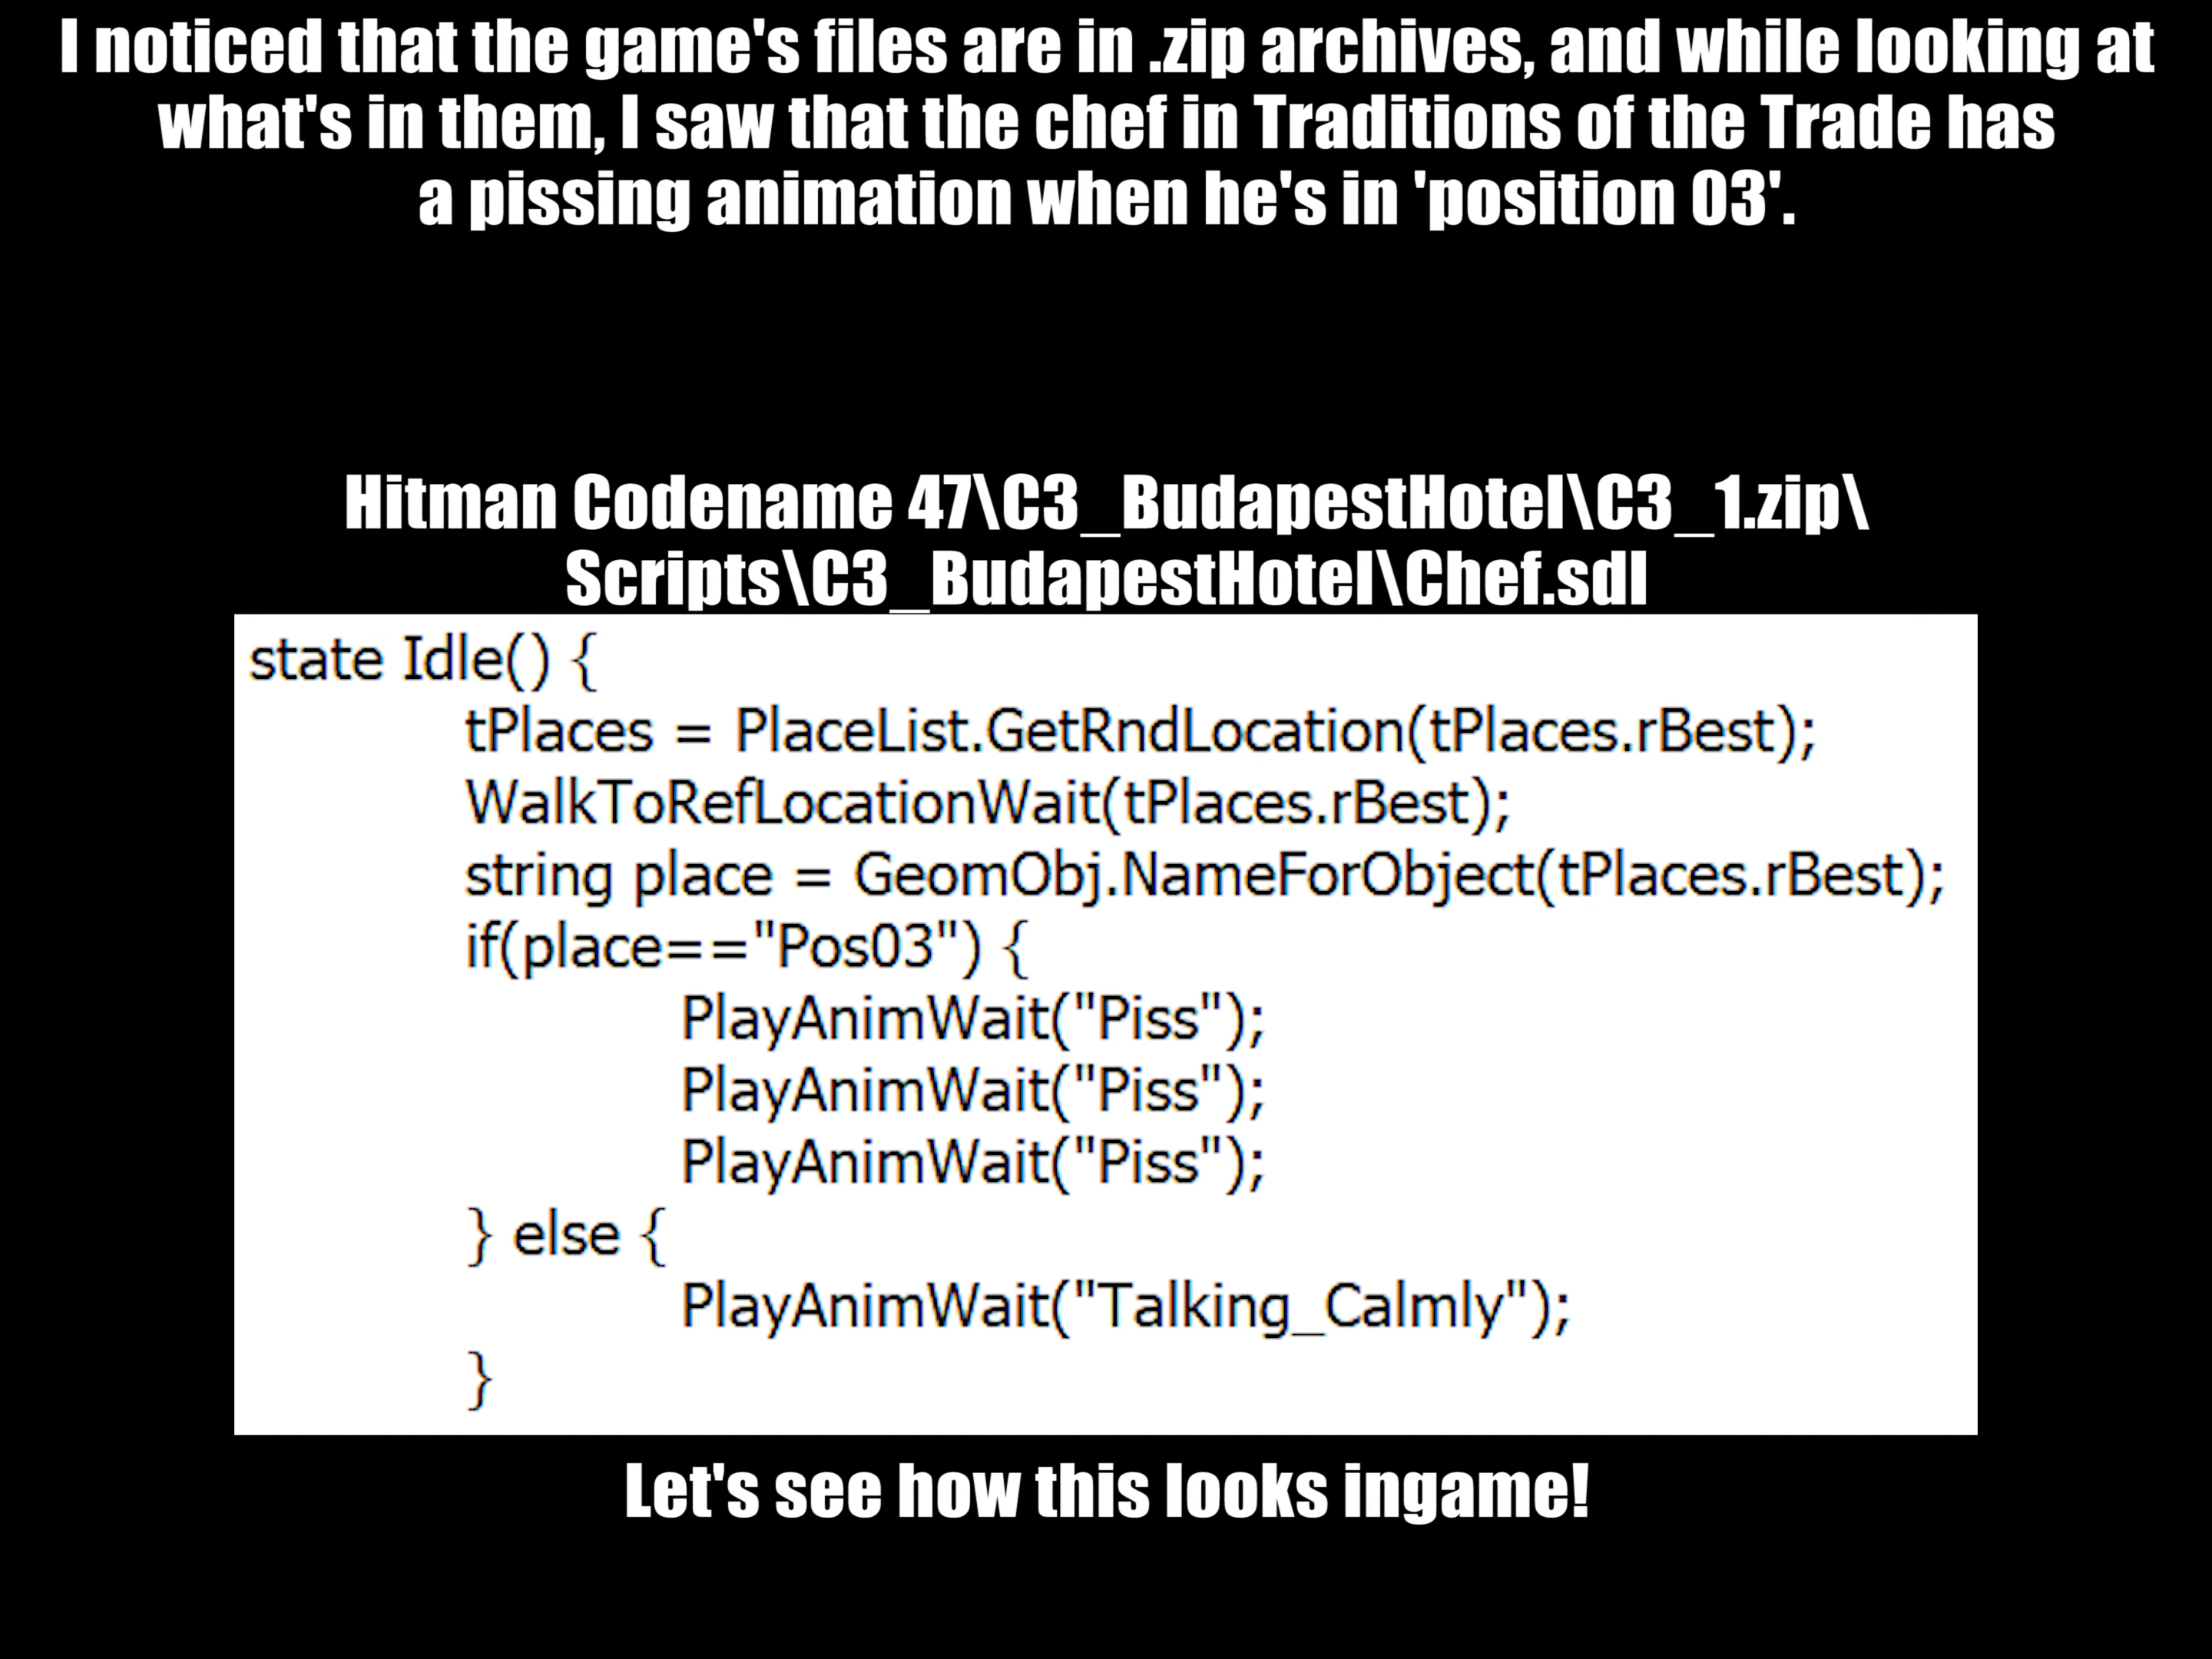 I noticed that the game's files are in .zip archives, and while looking at
what's in them, I saw that the chef in Traditions of the Trade has
a pissing animation when he's in 'position 03'.
Hitman Codename 47\C3_BudapestHotel\C3_1.zip\
Scripts\C3_BudapestHotel\Chef.sdl
state Idle() {
tPlaces = PlaceList.GetRndLocation(tPlaces.rBest);
WalkToRefLocationWait(tPlaces.rBest);
string place = GeomObj.NameForObject(tPlaces.rBest);
if(place=="Pos03") {
PlayAnimWait("Piss");
PlayAnimWait("Piss");
PlayAnimWait("Piss");
} else {
PlayAnimWait("Talking_Calmly");
}
Let's see how this looks ingame!